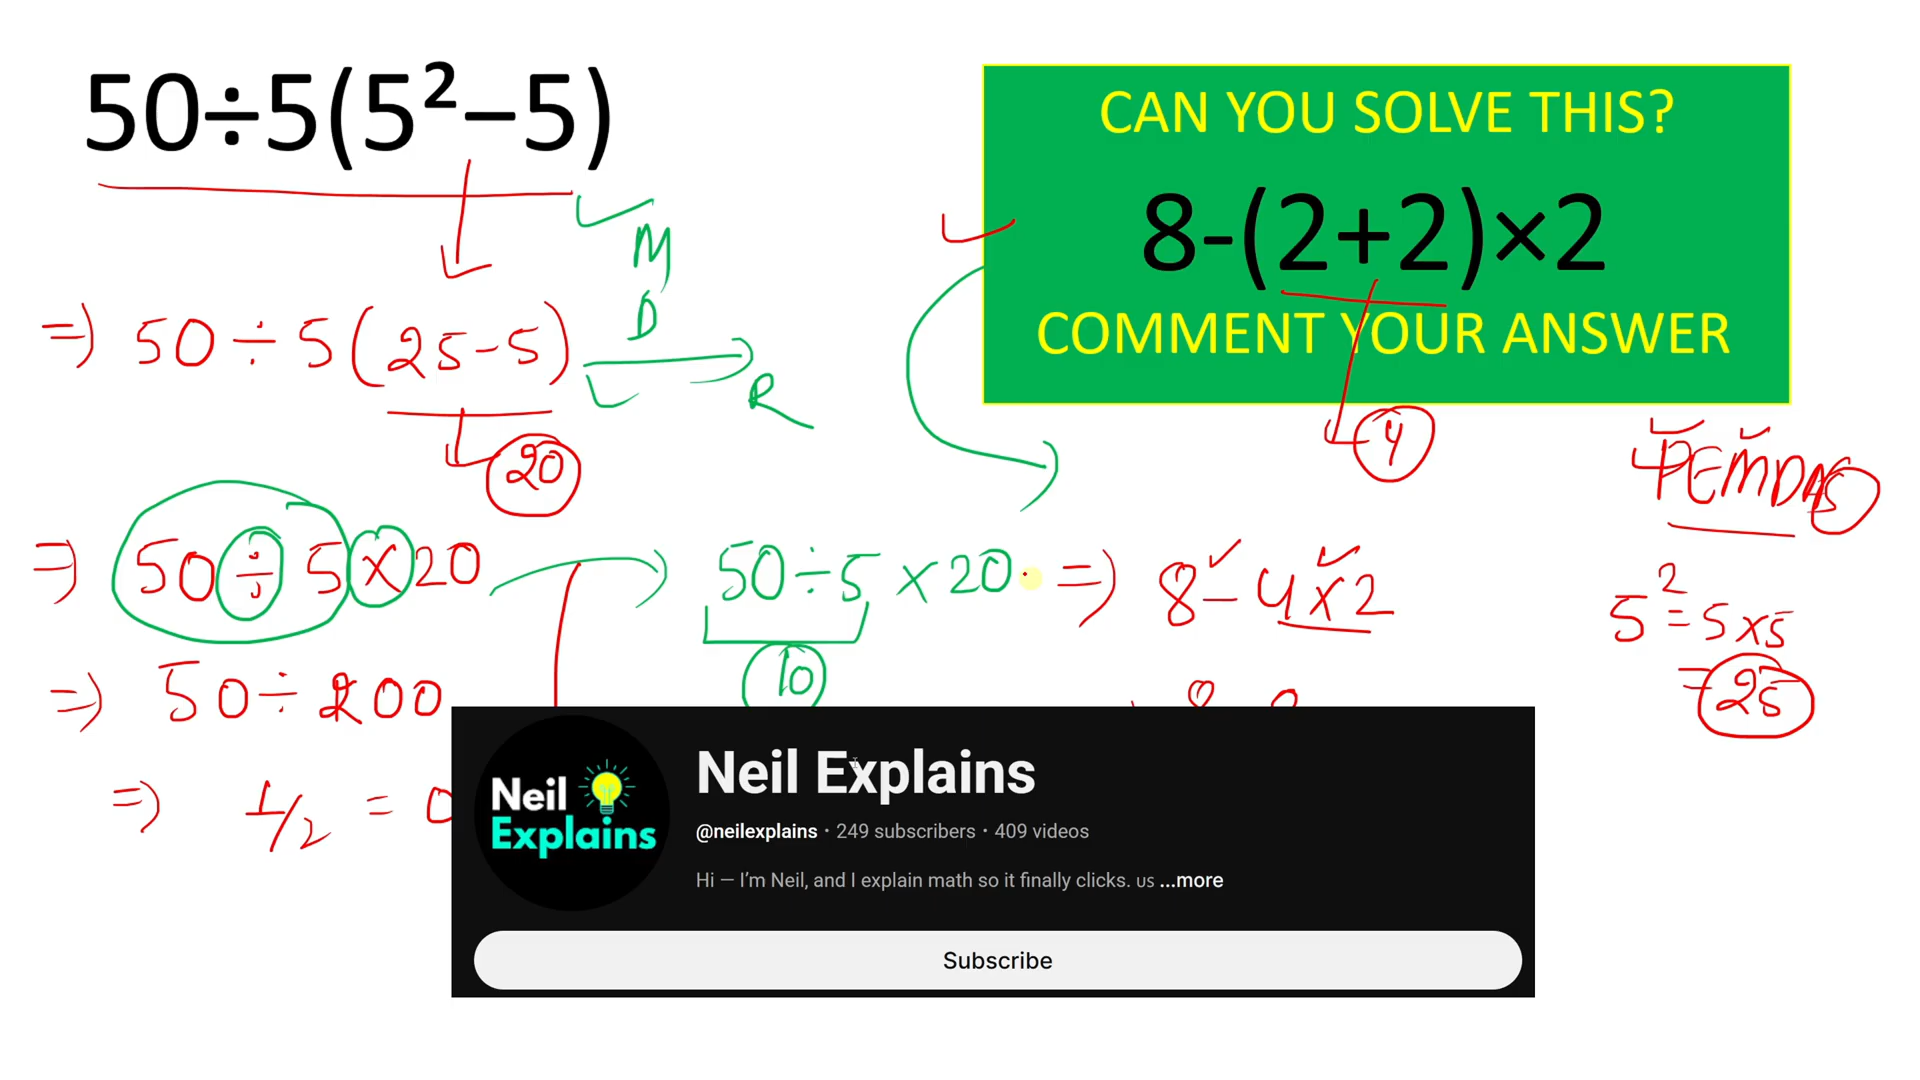 50÷5(5²−5)
M
D
R
=> 50 ÷ 5 (25-5)
20
=> 50 ÷ 5 × 20
=> 50 ÷ 200
=> 1/2 = 0
50 ÷ 5 × 20
10
CAN YOU SOLVE THIS?
8-(2+2)×2
COMMENT YOUR ANSWER
4
=> 8 - 4 × 2
PEMDAS
5² = 5 × 5
= 25
Neil
Explains
Neil Explains
@neilexplains · 249 subscribers · 409 videos
Hi — I’m Neil, and I explain math so it finally clicks. us ...more
Subscribe